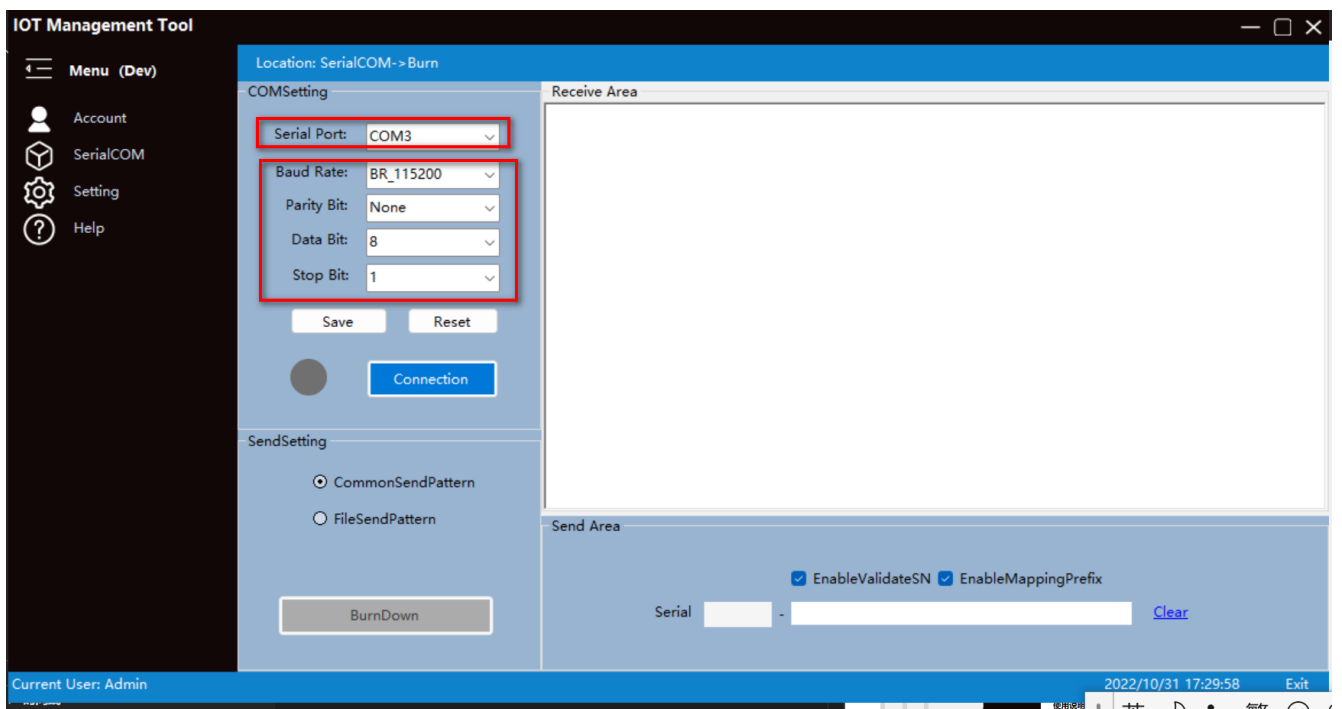 IOT Management Tool
Menu (Dev)
Account
SerialCOM
Setting
Help
Location: SerialCOM->Burn
COMSetting
Serial Port: COM3
Baud Rate: BR_115200
Parity Bit: None
Data Bit: 8
Stop Bit: 1
Save Reset
Connection
SendSetting
CommonSendPattern
FileSendPattern
BurnDown
Receive Area
Send Area
EnableValidateSN EnableMappingPrefix
Serial - Clear
Current User: Admin 2022/10/31 17:29:58 Exit